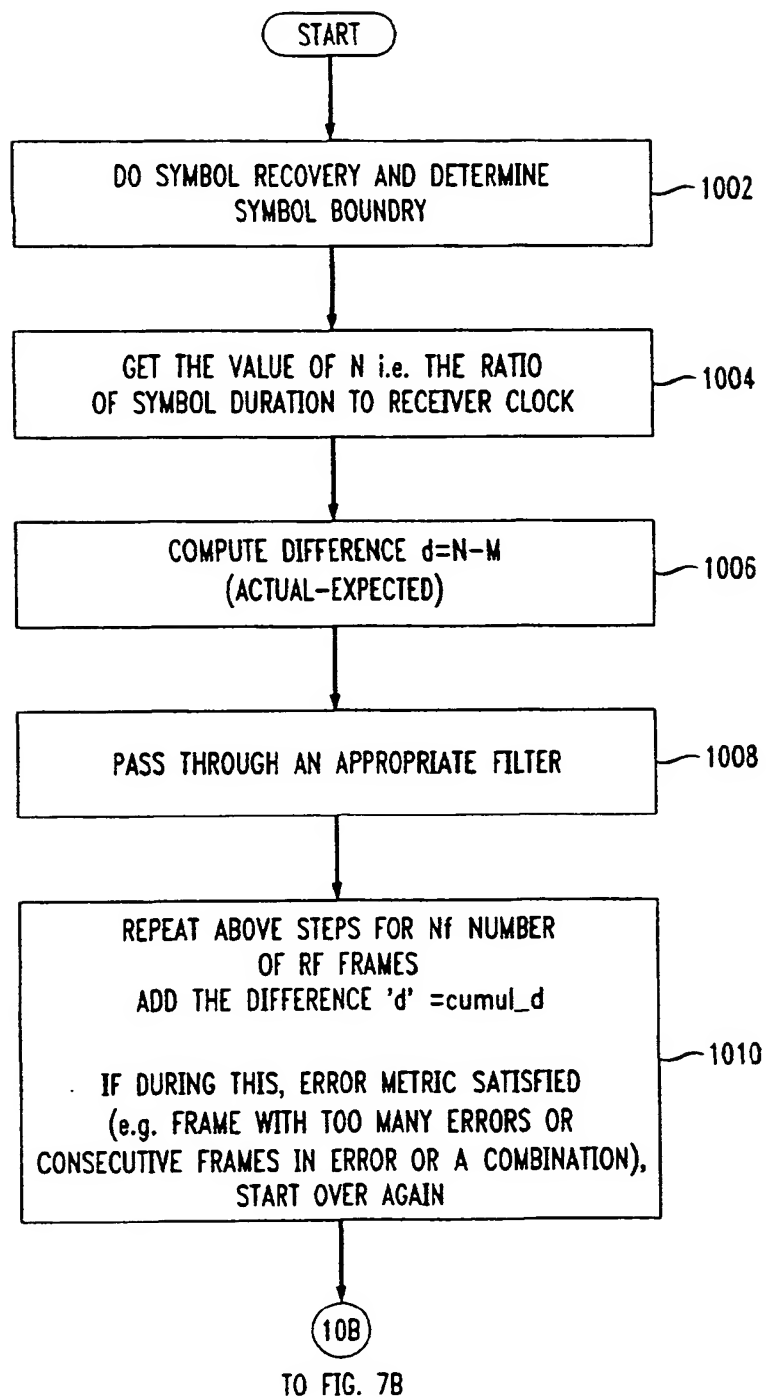 START
DO SYMBOL RECOVERY AND DETERMINE
SYMBOL BOUNDRY
1002
GET THE VALUE OF N i.e. THE RATIO
OF SYMBOL DURATION TO RECEIVER CLOCK
1004
COMPUTE DIFFERENCE d=N-M
(ACTUAL-EXPECTED)
1006
PASS THROUGH AN APPROPRIATE FILTER
1008
REPEAT ABOVE STEPS FOR Nf NUMBER
OF RF FRAMES
ADD THE DIFFERENCE 'd' =cumul_d
IF DURING THIS, ERROR METRIC SATISFIED
(e.g. FRAME WITH TOO MANY ERRORS OR
CONSECUTIVE FRAMES IN ERROR OR A COMBINATION),
START OVER AGAIN
1010
10B
TO FIG. 7B